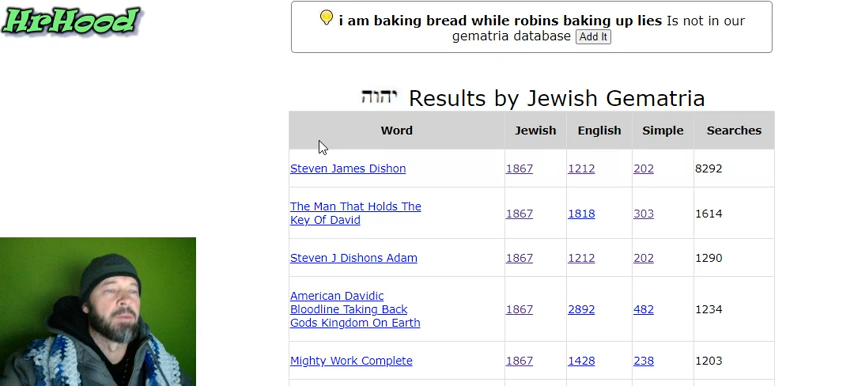 HrHood
i am baking bread while robins baking up lies Is not in our
gematria database Add It
יהוה Results by Jewish Gematria
Word Jewish English Simple Searches
Steven James Dishon 1867 1212 202 8292
The Man That Holds The
Key Of David 1867 1818 303 1614
Steven J Dishons Adam 1867 1212 202 1290
American Davidic
Bloodline Taking Back
Gods Kingdom On Earth 1867 2892 482 1234
Mighty Work Complete 1867 1428 238 1203